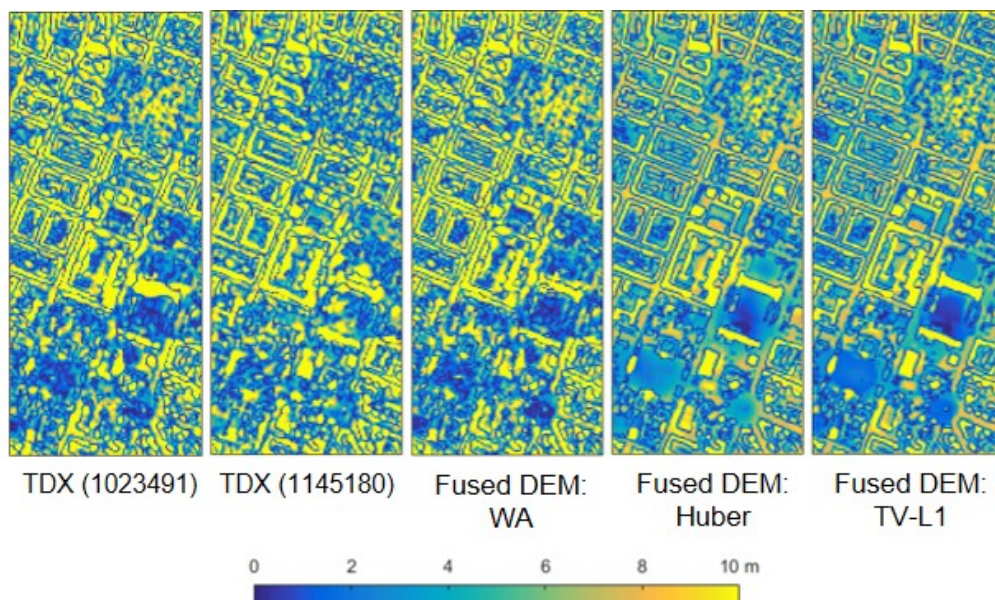 TDX (1023491)
TDX (1145180)
Fused DEM:
WA
Fused DEM:
Huber
Fused DEM:
TV-L1
0 2 4 6 8 10 m